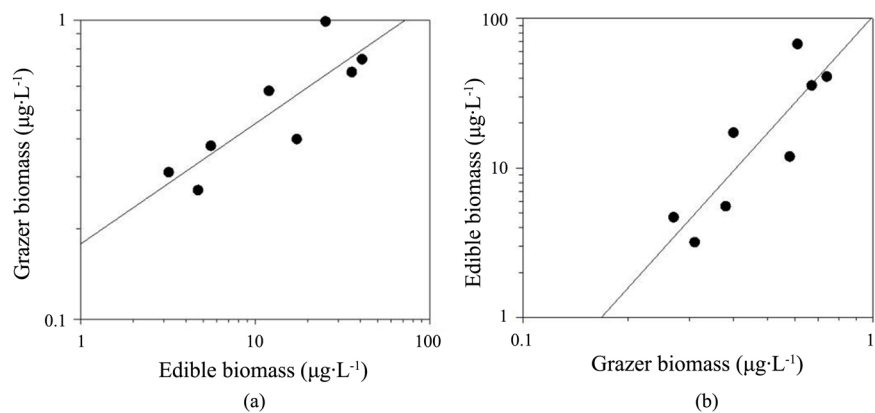 1
Grazer biomass (μg·L-1)
0.1
1
10
100
Edible biomass (μg·L-1)
(a)
100
10
1
Edible biomass (μg·L-1)
0.1
1
Grazer biomass (μg·L-1)
(b)